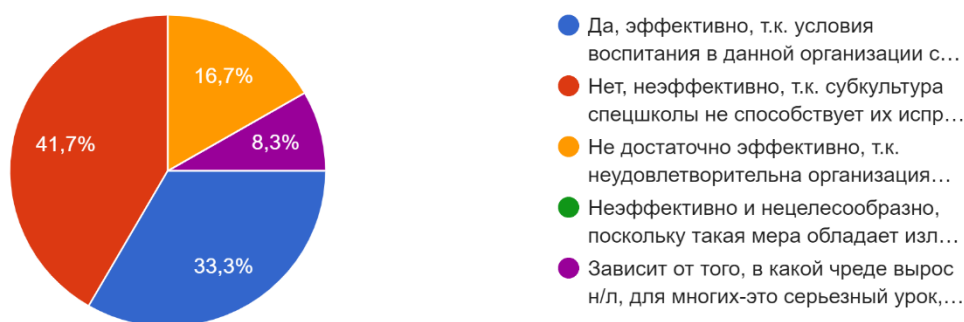 16,7%
8,3%
41,7%
33,3%
Да, эффективно, т.к. условия
воспитания в данной организации с…
Нет, неэффективно, т.к. субкультура
спецшколы не способствует их испр…
Не достаточно эффективно, т.к.
неудовлетворительна организация…
Неэффективно и нецелесообразно,
поскольку такая мера обладает изл…
Зависит от того, в какой чреде вырос
н/л, для многих-это серьезный урок,…